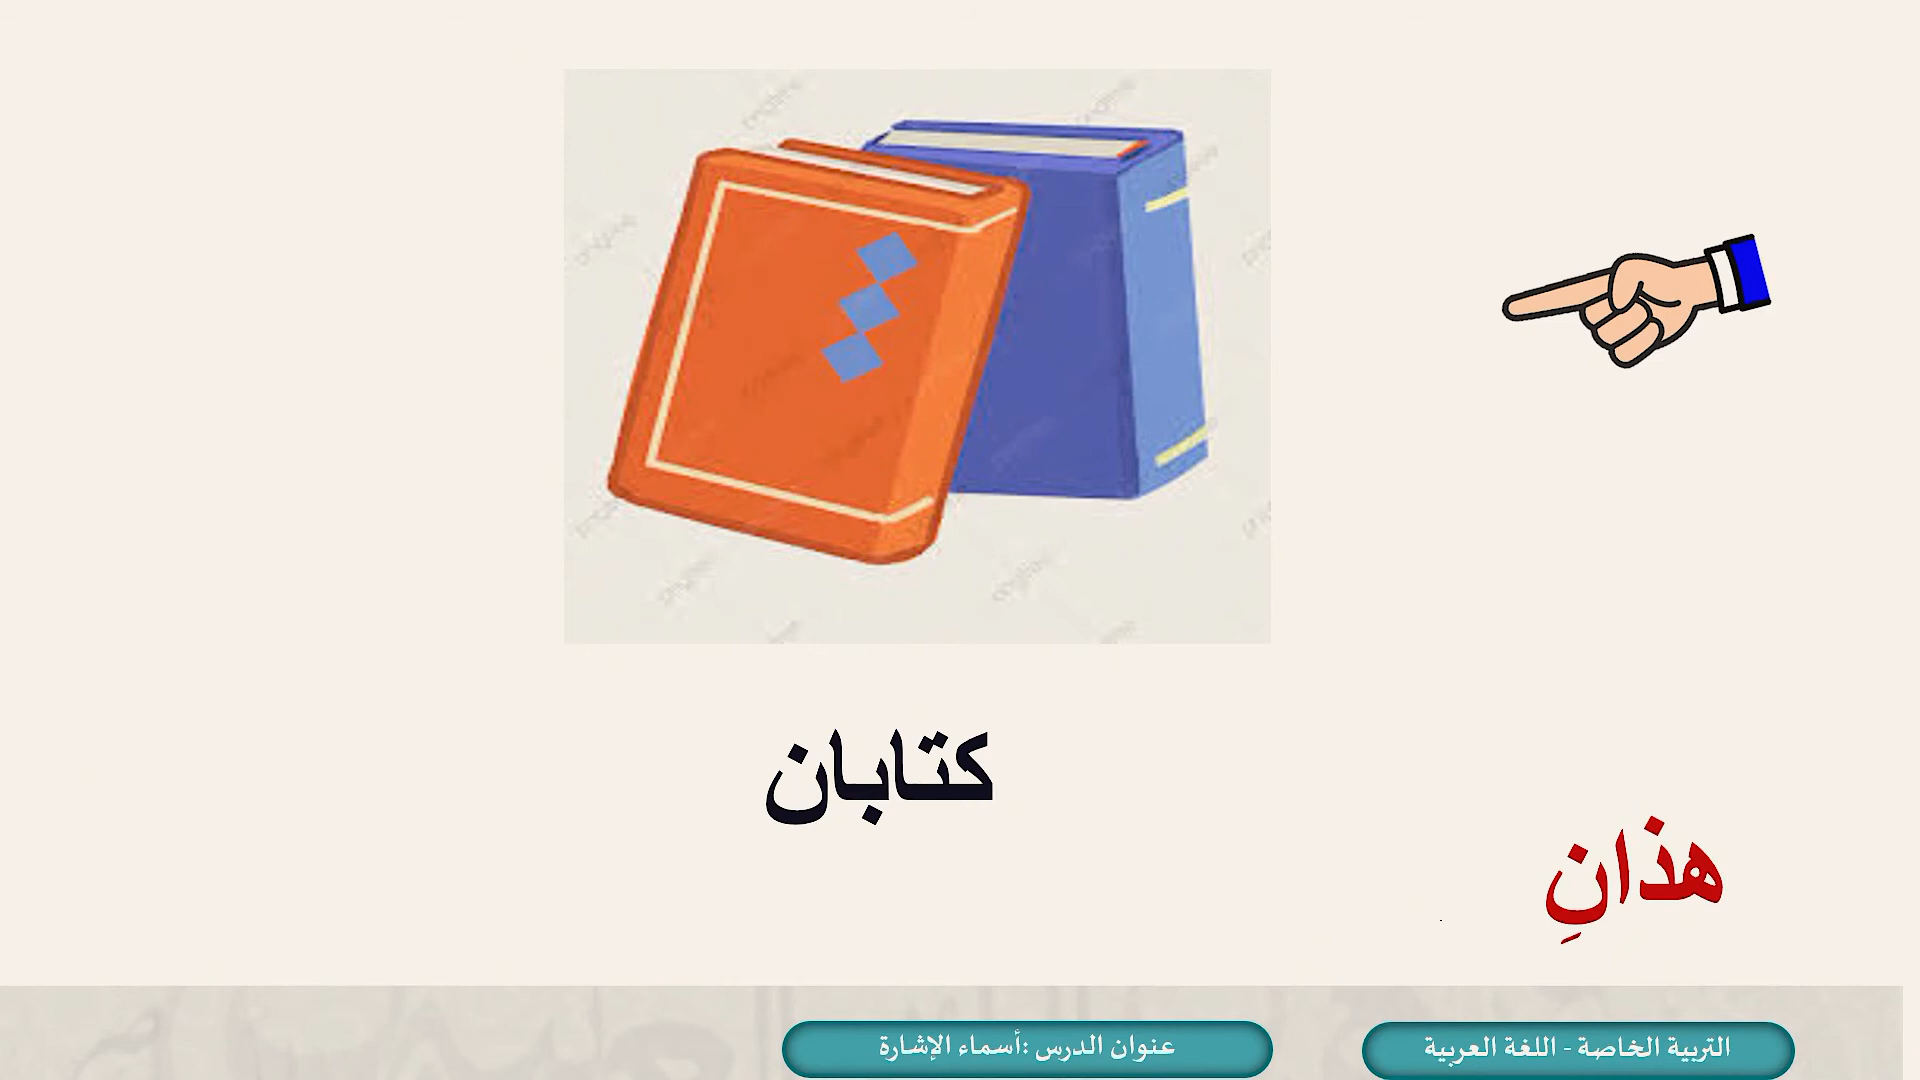 كتابان
هذانِ
التربية الخاصة - اللغة العربية
عنوان الدرس :أسماء الإشارة